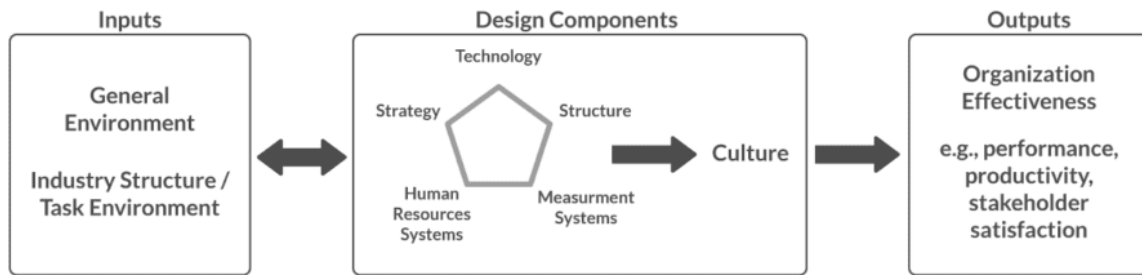 Inputs
General
Environment
Industry Structure /
Task Environment
Design Components
Technology
Strategy
Structure
Human
Resources
Systems
Measurment
Systems
Culture
Outputs
Organization
Effectiveness
e.g., performance,
productivity,
stakeholder
satisfaction